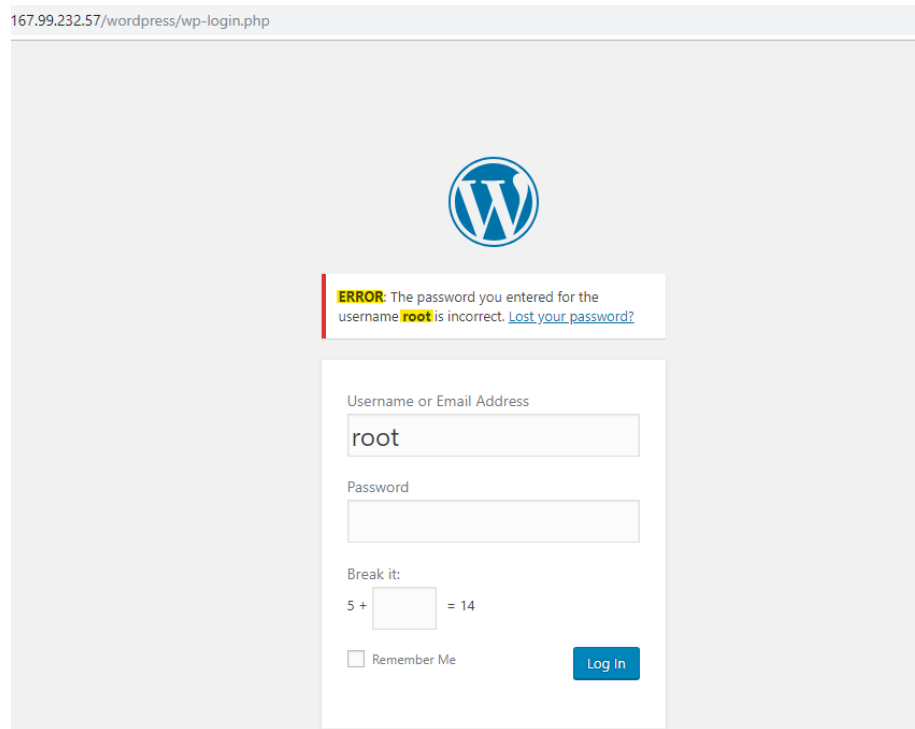 167.99.232.57/wordpress/wp-login.php
ERROR: The password you entered for the
username root is incorrect. Lost your password?
Username or Email Address
root
Password
Break it:
5 + = 14
Remember Me
Log In